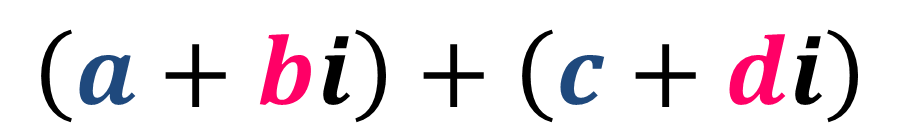 (a + bi) + (c + di)